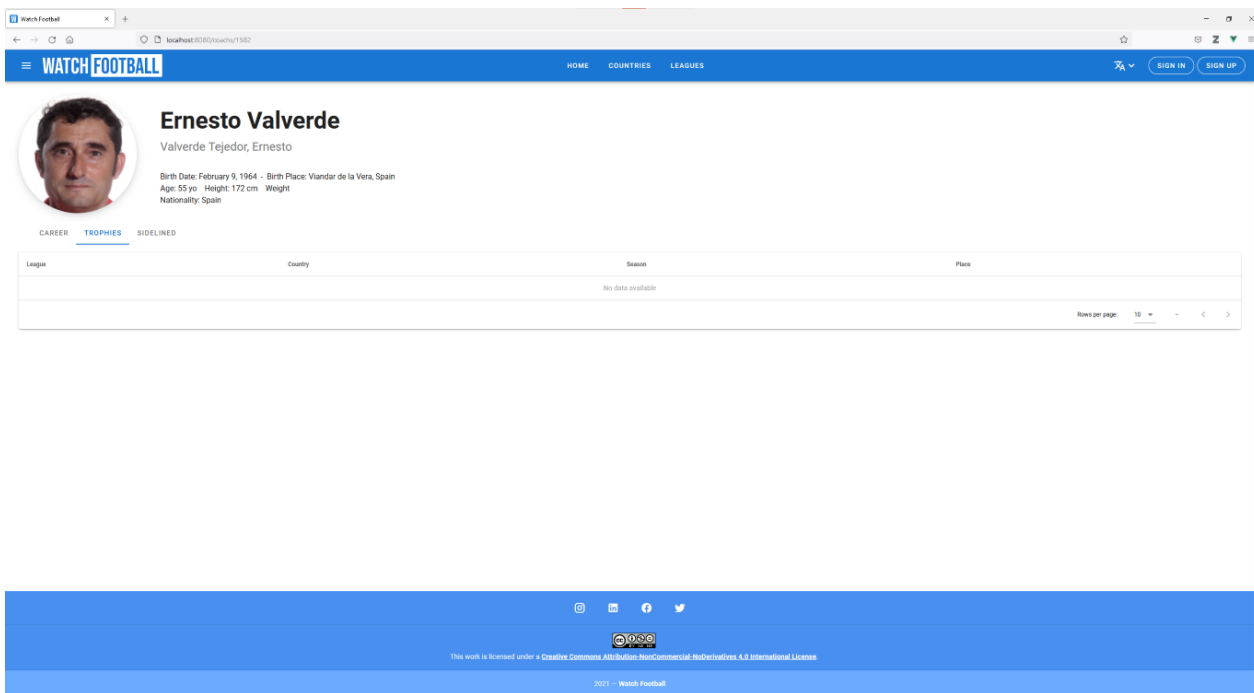 Watch Football
localhost:8080/coachs/1582
WATCH FOOTBALL
HOME COUNTRIES LEAGUES
SIGN IN SIGN UP
Ernesto Valverde
Valverde Tejedor, Ernesto
Birth Date: February 9, 1964 - Birth Place: Viandar de la Vera, Spain
Age: 55 yo Height: 172 cm Weight
Nationality: Spain
CAREER TROPHIES SIDELINED
League Country Season Place
No data available
Rows per page: 10 -
This work is licensed under a Creative Commons Attribution-NonCommercial-NoDerivatives 4.0 International License.
2021 — Watch Football